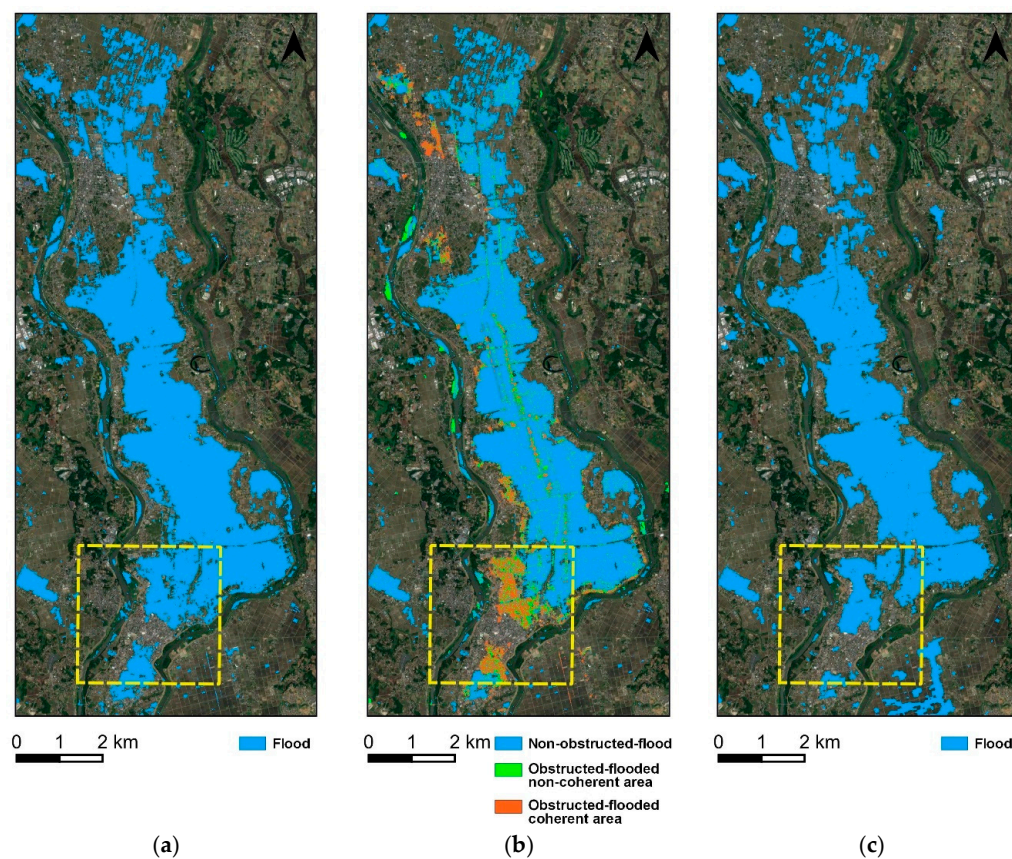 0 1 2 km
Flood
0 1 2 km
Non-obstructed-flood
Obstructed-flooded
non-coherent area
Obstructed-flooded
coherent area
0 1 2 km
Flood
(a)
(b)
(c)